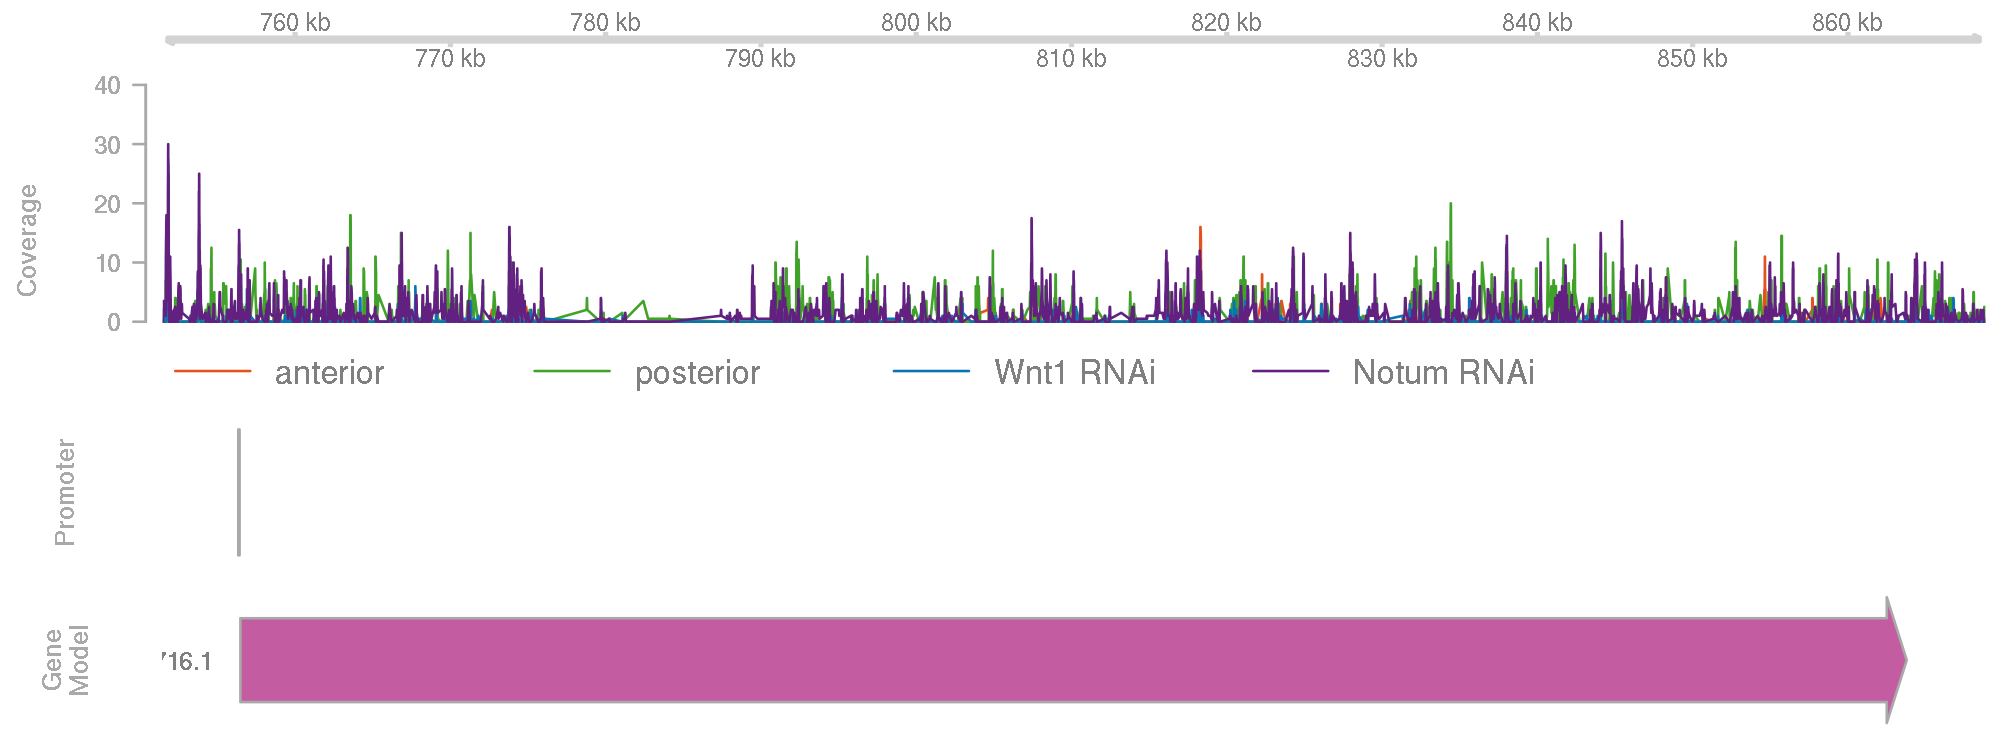 760 kb 780 kb 800 kb 820 kb 840 kb 860 kb
770 kb 790 kb 810 kb 830 kb 850 kb
Coverage
40
30
20
10
0
anterior posterior Wnt1 RNAi Notum RNAi
Promoter
Gene
Model
16.1